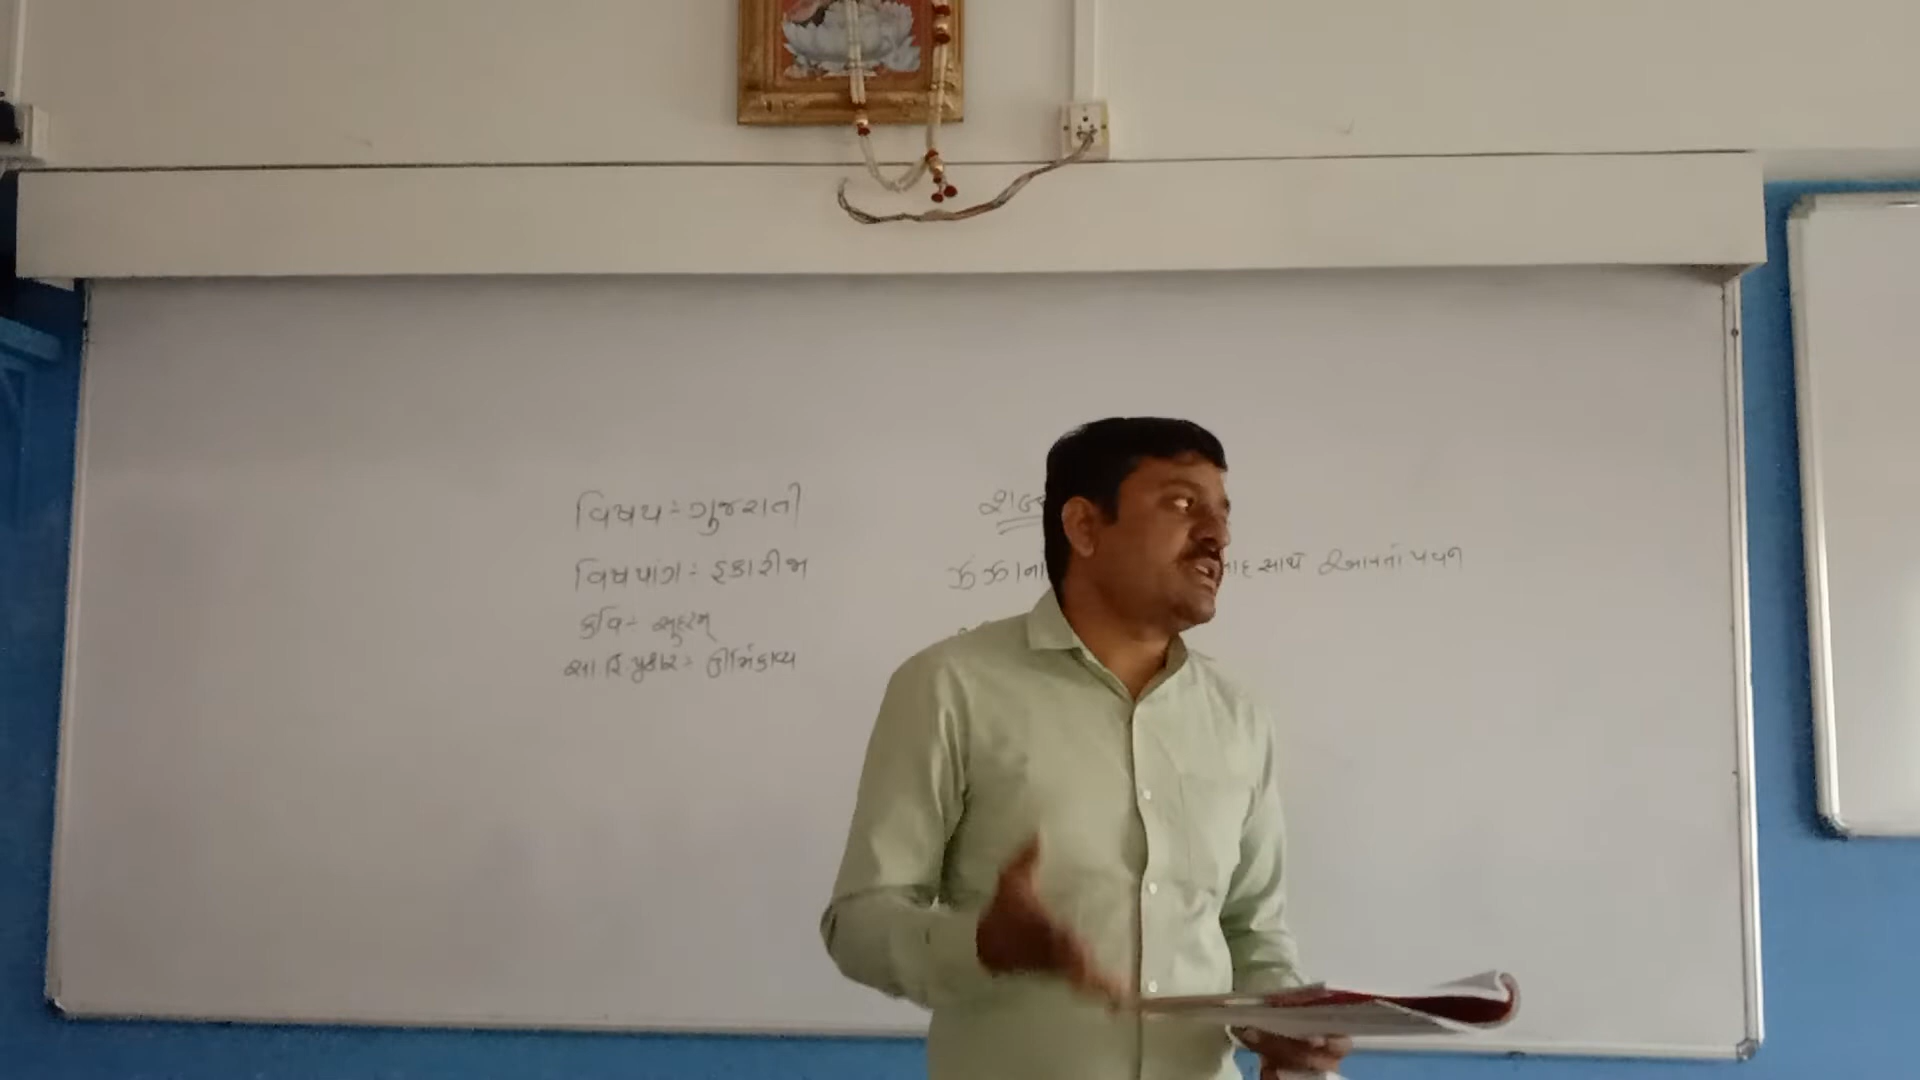 વિષય:- ગુજરાતી
વિષયાંગ:- ઇકારીજા
કવિ:- સુંદરમ્
સા.હિ.પ્રકાર:- ઊર્મિકાવ્ય
ઝંઝાના
સાથે આવતો પવન